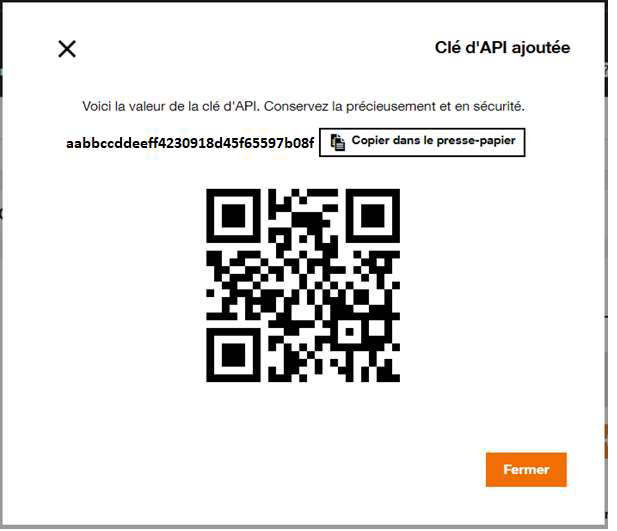 Clé d'API ajoutée
Voici la valeur de la clé d'API. Conservez la précieusement et en sécurité.
aabbccddeeff4230918d45f65597b08f
Copier dans le presse-papier
Fermer